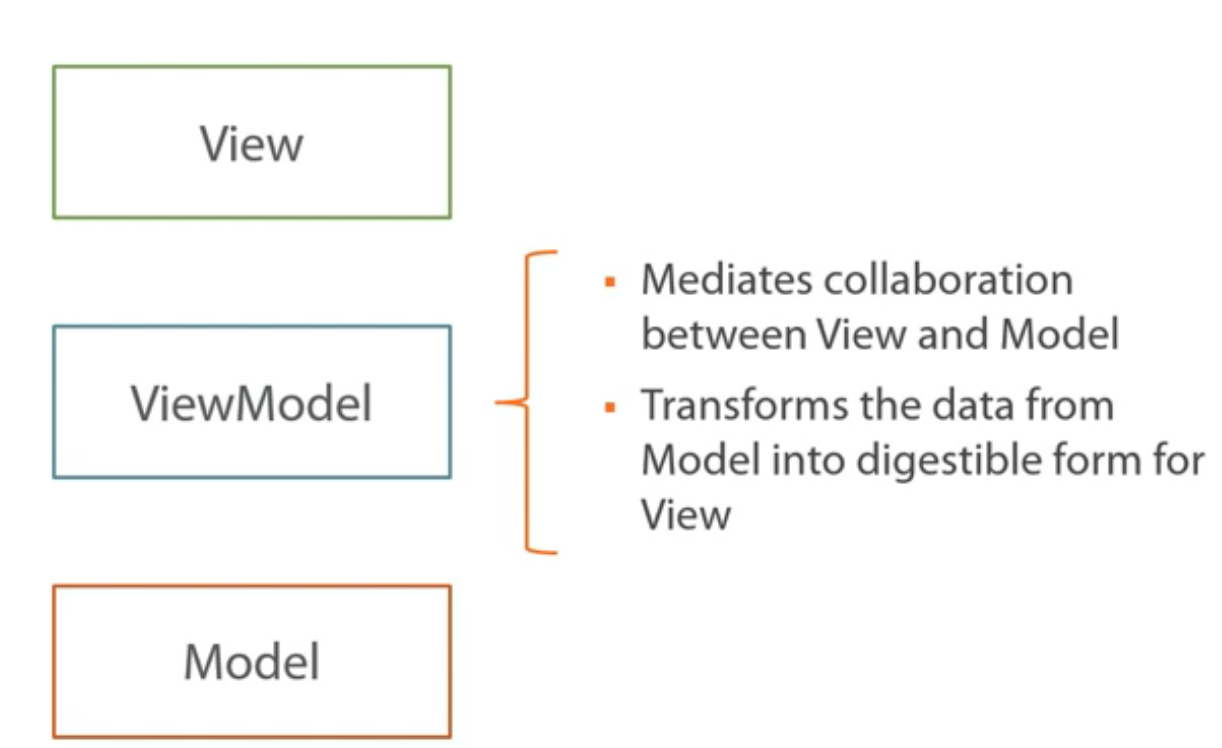 View
ViewModel
▪ Mediates collaboration
between View and Model
▪ Transforms the data from
Model into digestible form for
View
Model